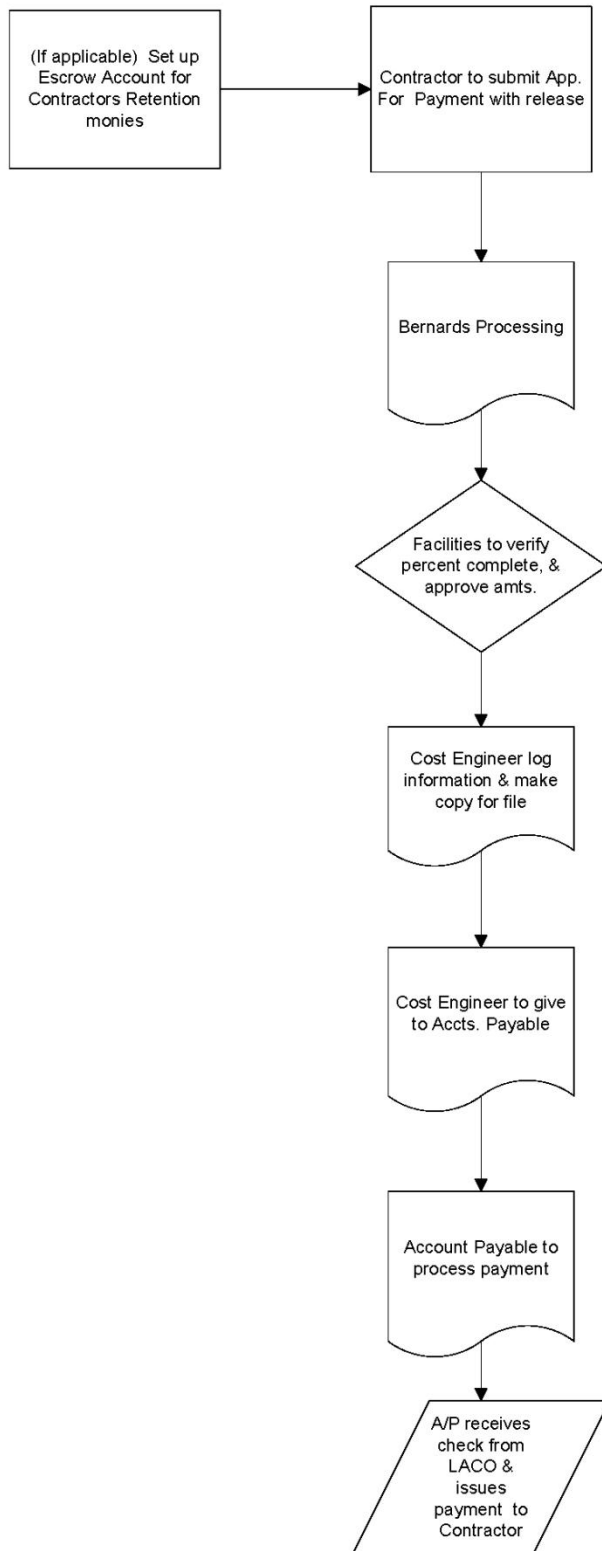 (If applicable) Set up
Escrow Account for
Contractors Retention
monies
Contractor to submit App.
For Payment with release
Bernards Processing
Facilities to verify
percent complete, &
approve amts.
Cost Engineer log
information & make
copy for file
Cost Engineer to give
to Accts. Payable
Account Payable to
process payment
A/P receives
check from
LACO &
issues
payment to
Contractor